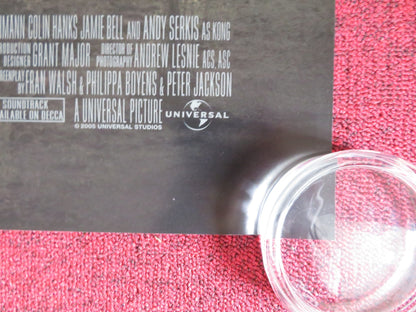 MANN COLIN HANKS JAMIE BELL AND ANDY SERKIS AS KONG
PRODUCTION DESIGNER GRANT MAJOR DIRECTOR OF PHOTOGRAPHY ANDREW LESNIE ACS, ASC
BY FRAN WALSH & PHILIPPA BOYENS & PETER JACKSON
SOUNDTRACK
AVAILABLE ON DECCA
A UNIVERSAL PICTURE
UNIVERSAL
© 2005 UNIVERSAL STUDIOS